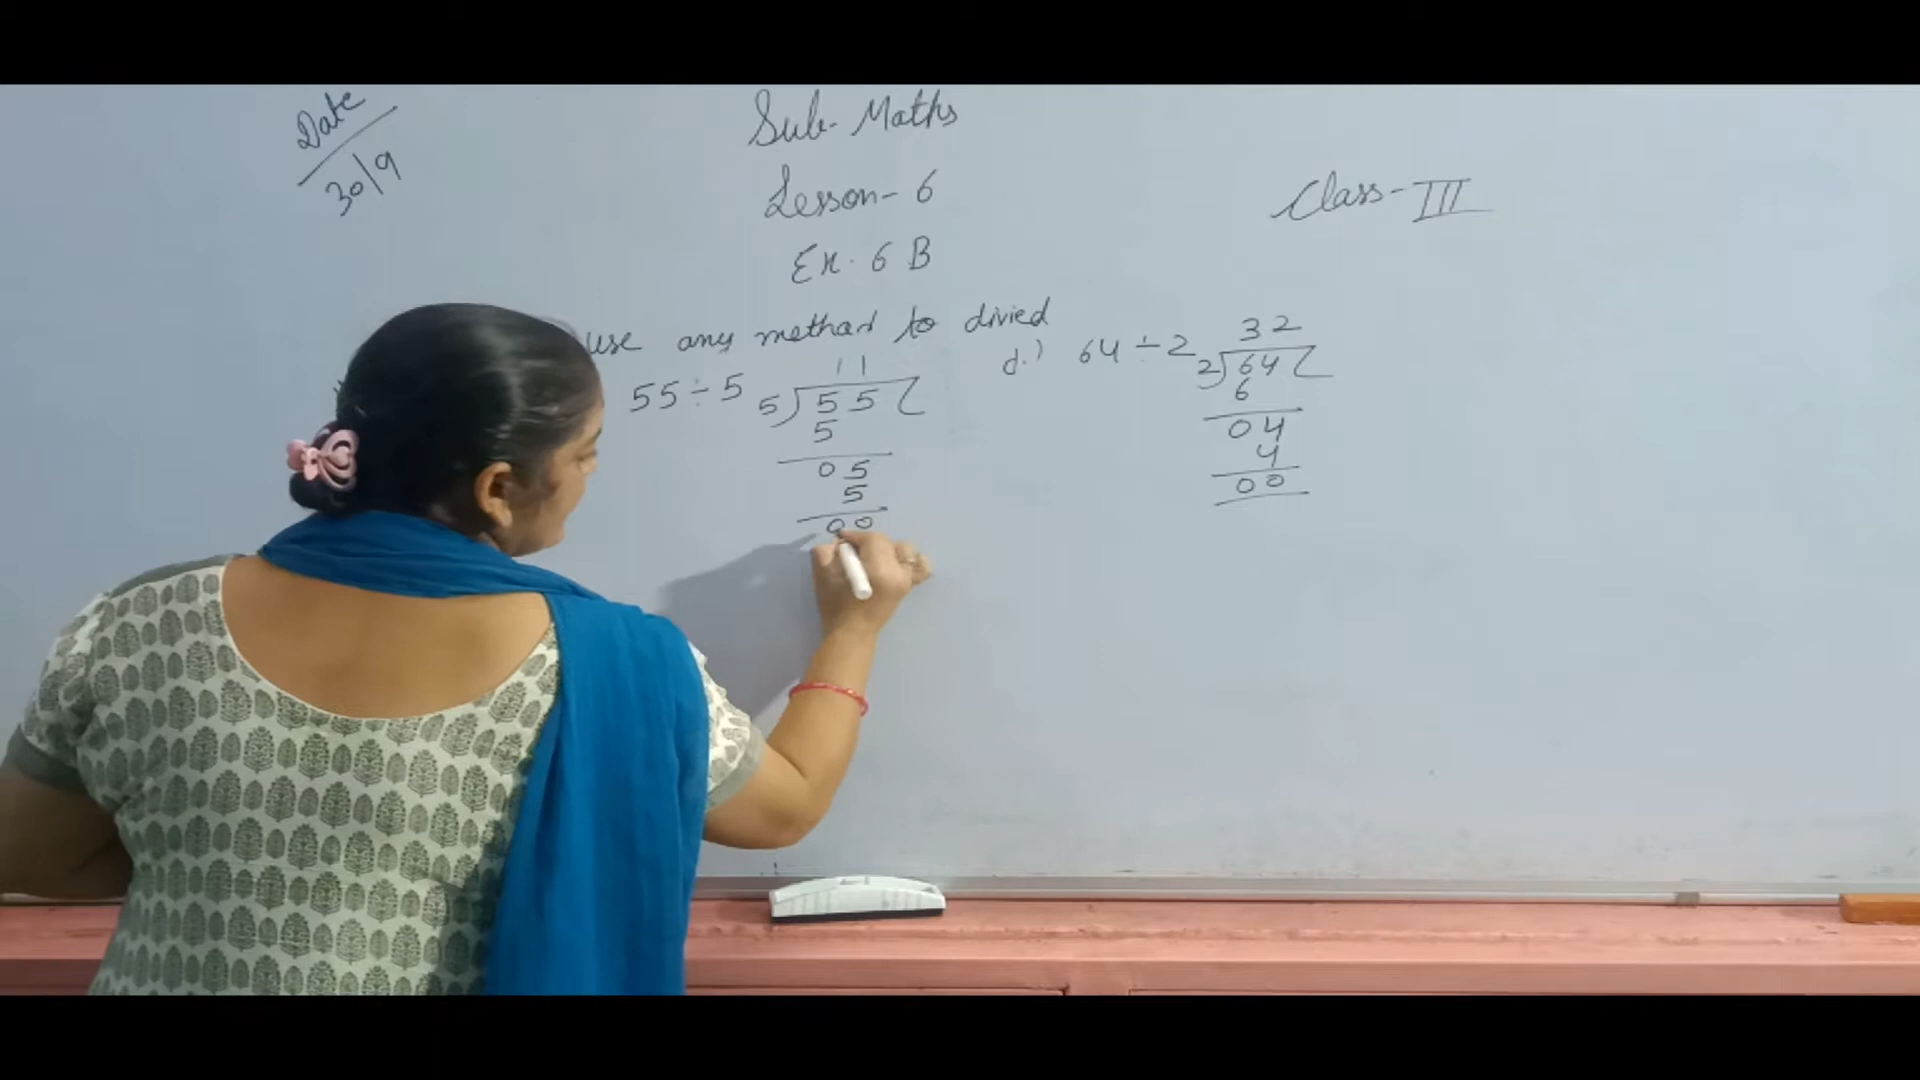 Date
30/9
Sub- Maths
Lesson- 6
Class- III
Ex. 6 B
use any method to divied
55÷5
11
5)55(
5
05
5
00
d.) 64÷2
32
2)64(
6
04
4
00